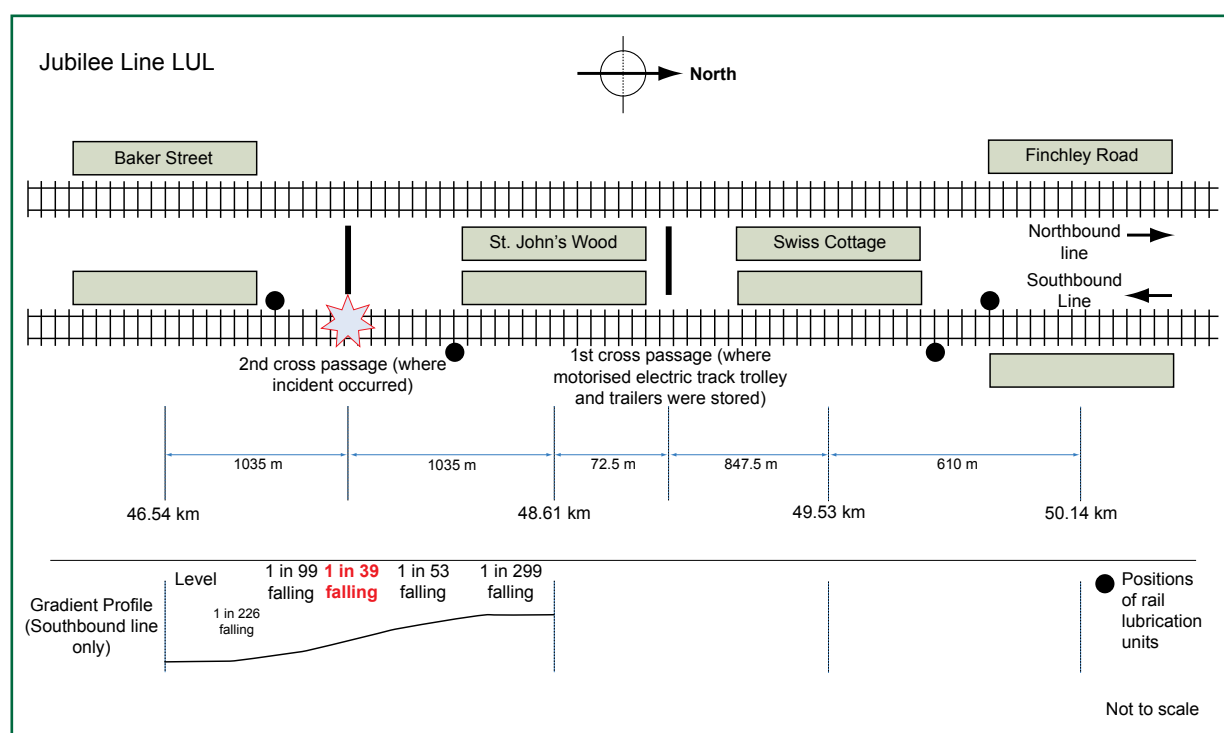 Jubilee Line LUL
North
Baker Street
Finchley Road
St. John's Wood
Swiss Cottage
Northbound
line
Southbound
Line
2nd cross passage (where
incident occurred)
1st cross passage (where
motorised electric track trolley
and trailers were stored)
1035 m
1035 m
72.5 m
847.5 m
610 m
46.54 km
48.61 km
49.53 km
50.14 km
Gradient Profile
(Southbound line
only)
Level
1 in 226
falling
1 in 99
falling
1 in 39
falling
1 in 53
falling
1 in 299
falling
Positions
of rail
lubrication
units
Not to scale